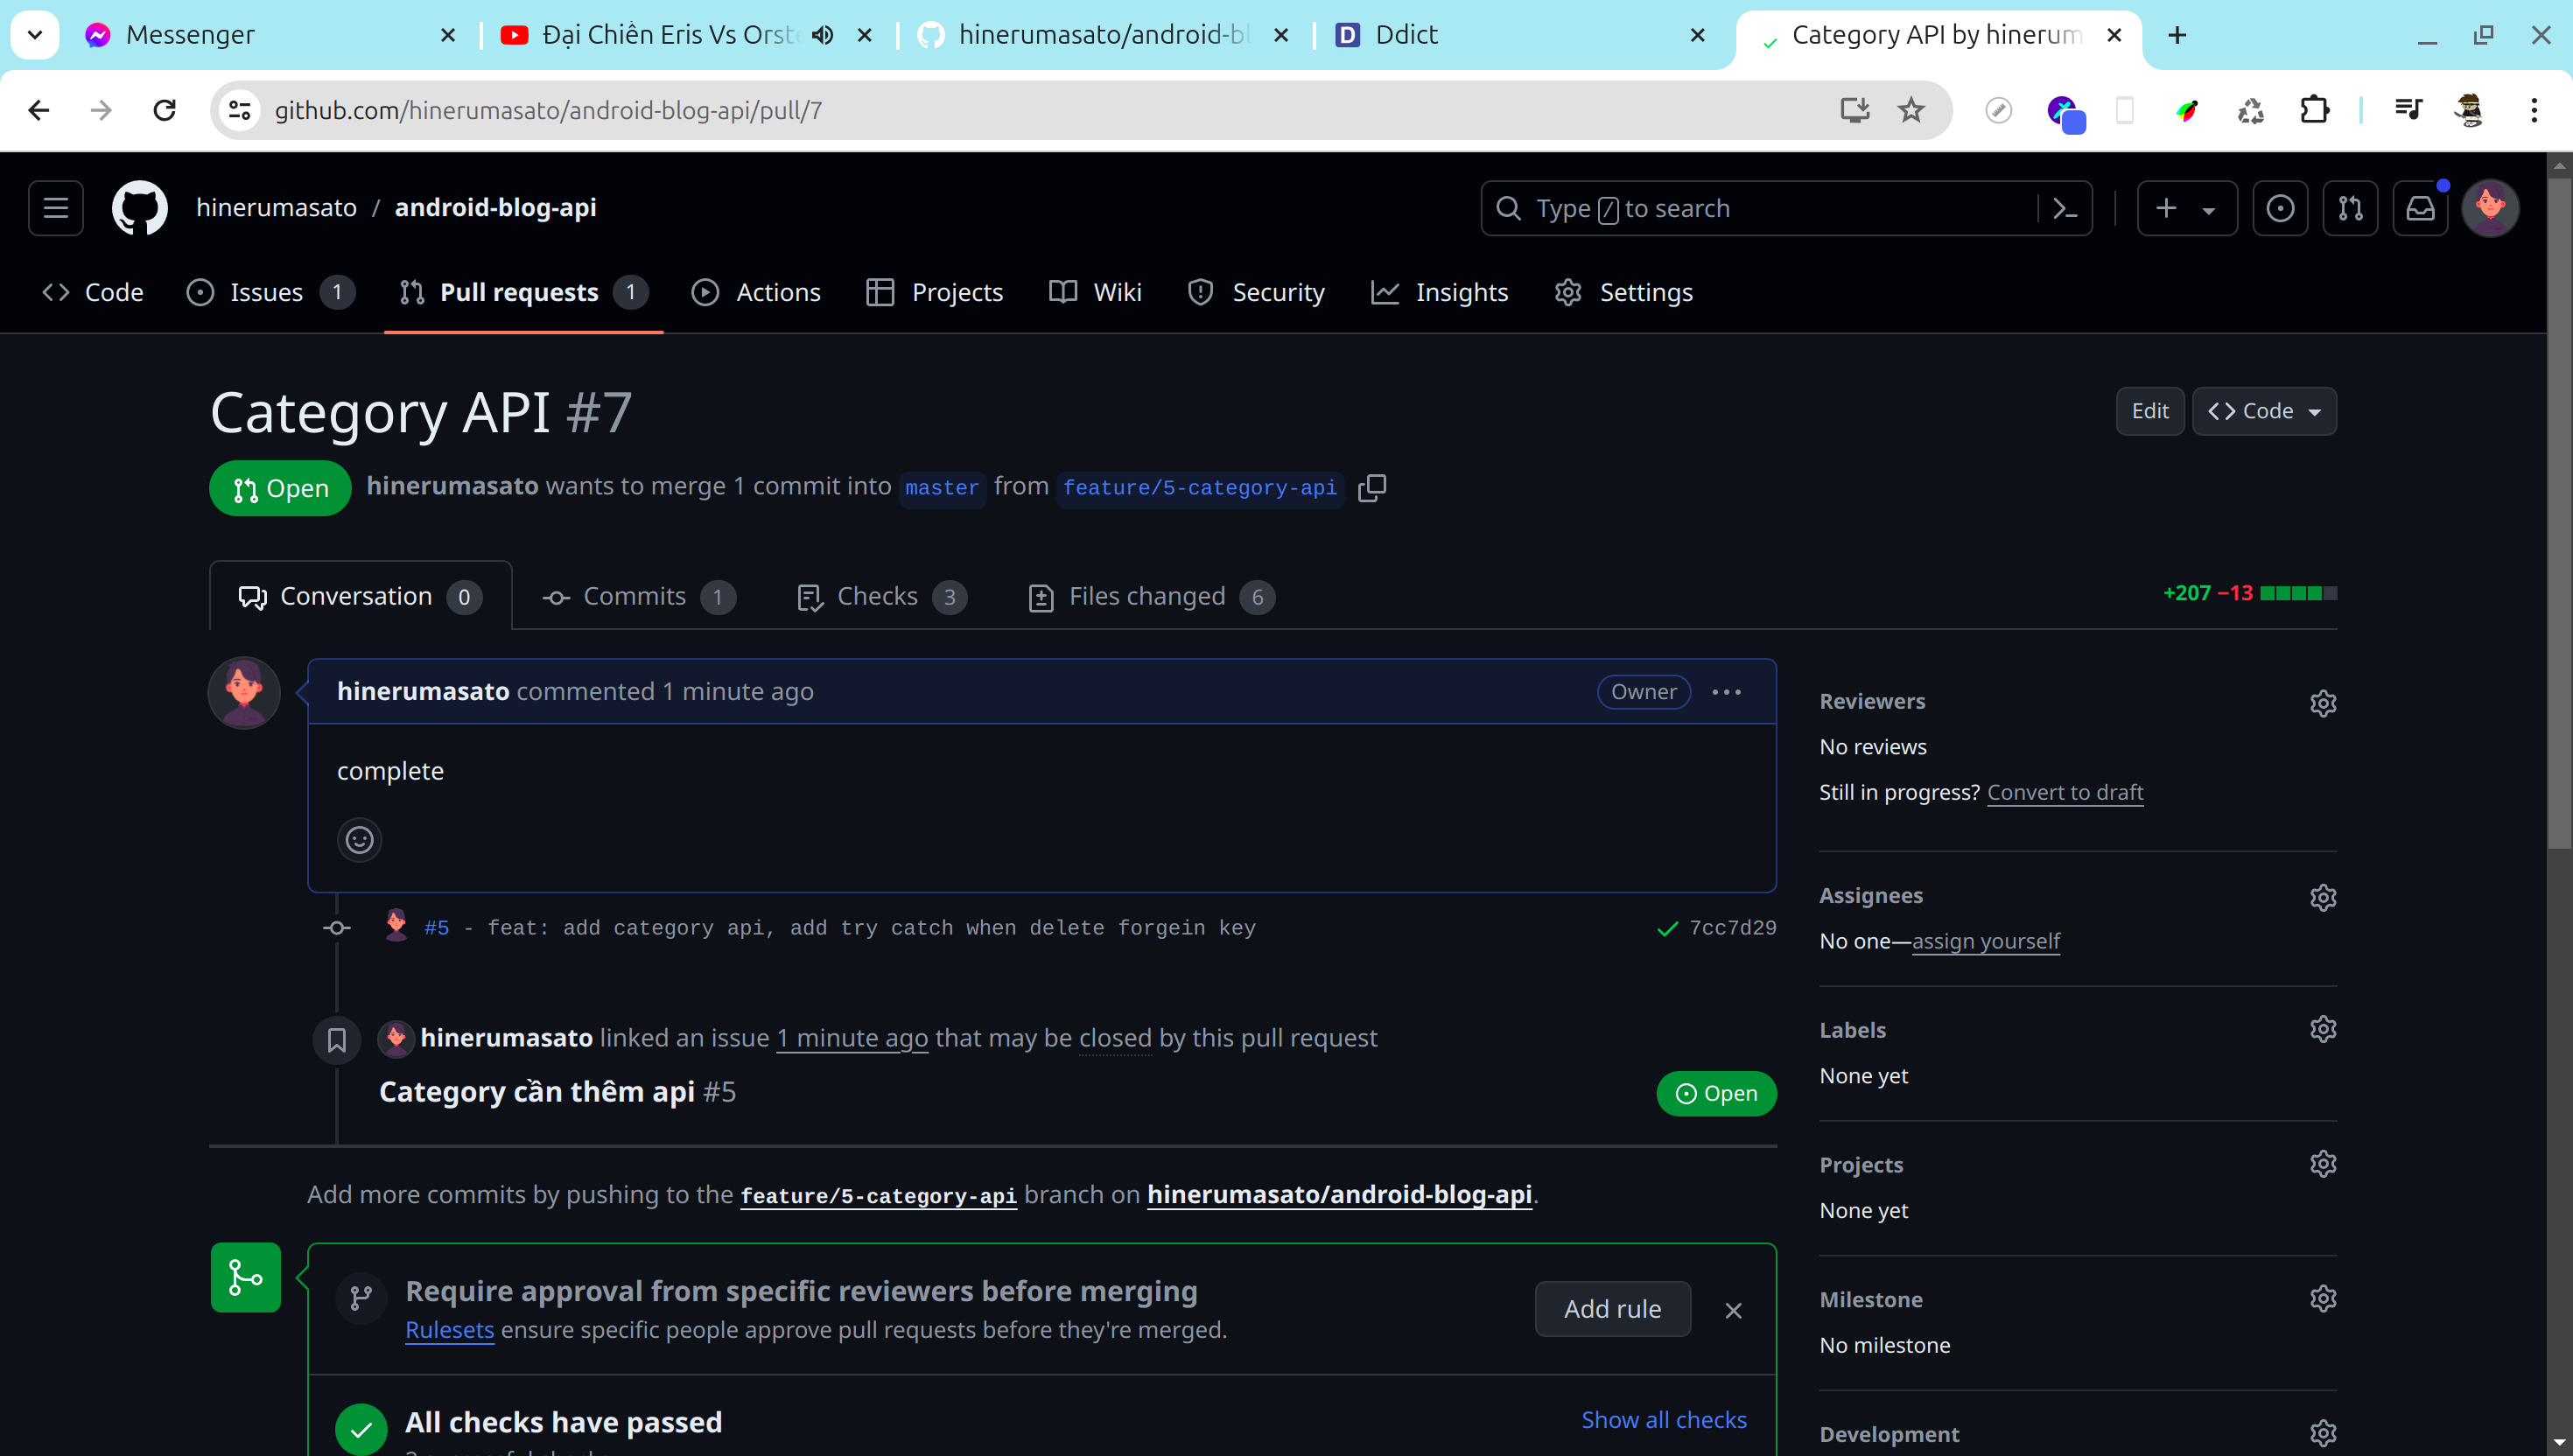 Messenger
Đại Chiến Eris Vs Orst
hinerumasato/android-bl
Ddict
Category API by hinerum
github.com/hinerumasato/android-blog-api/pull/7
hinerumasato / android-blog-api
Type / to search
Code
Issues 1
Pull requests 1
Actions
Projects
Wiki
Security
Insights
Settings
Category API #7
Edit
Code
Open
hinerumasato wants to merge 1 commit into master from feature/5-category-api
Conversation 0
Commits 1
Checks 3
Files changed 6
+207 −13
hinerumasato commented 1 minute ago
Owner
complete
#5 - feat: add category api, add try catch when delete forgein key
7cc7d29
hinerumasato linked an issue 1 minute ago that may be closed by this pull request
Category cần thêm api #5
Open
Add more commits by pushing to the feature/5-category-api branch on hinerumasato/android-blog-api.
Require approval from specific reviewers before merging
Rulesets ensure specific people approve pull requests before they're merged.
Add rule
All checks have passed
Show all checks
Reviewers
No reviews
Still in progress? Convert to draft
Assignees
No one—assign yourself
Labels
None yet
Projects
None yet
Milestone
No milestone
Development